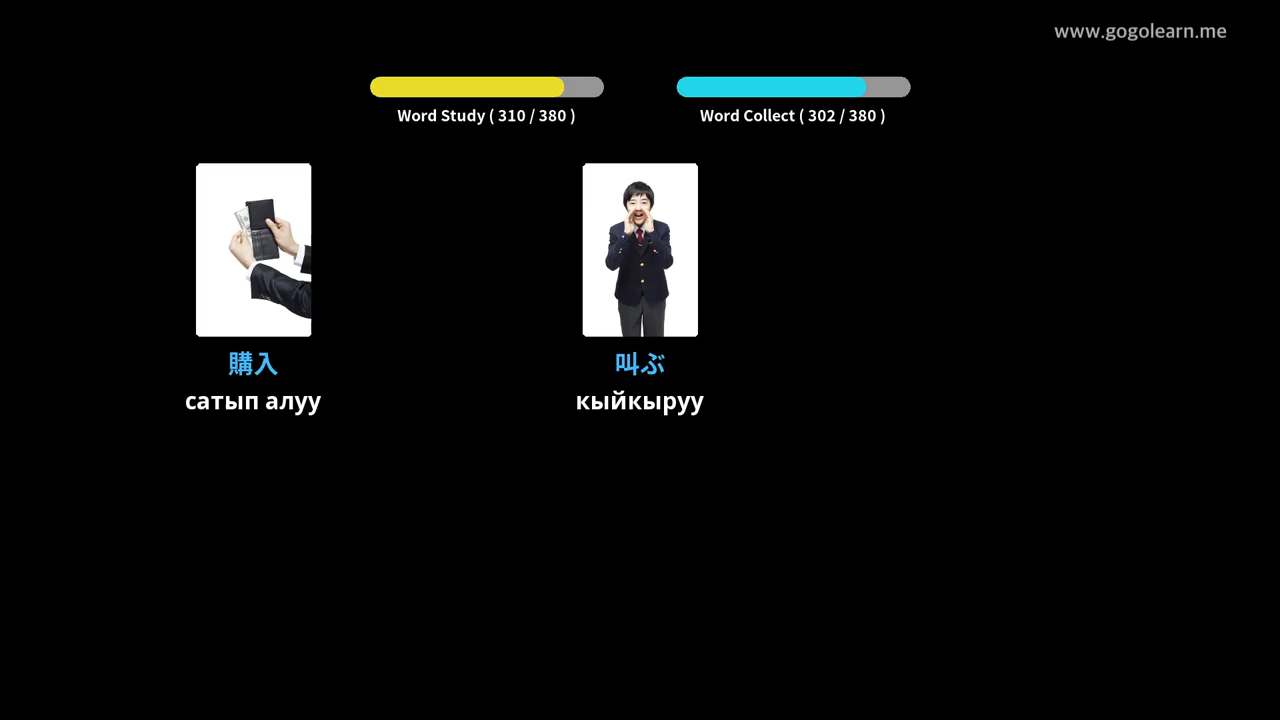 www.gogolearn.me
Word Study ( 310 / 380 )
Word Collect ( 302 / 380 )
購入
сатып алуу
叫ぶ
кыйкыруу